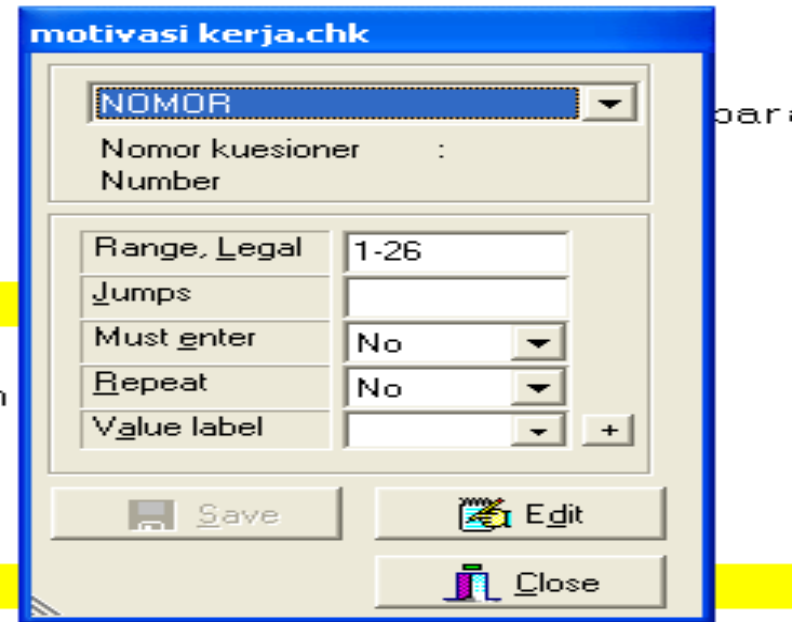 motivasi kerja.chk
NOMOR
Nomor kuesioner :
Number
Range, Legal 1-26
Jumps
Must enter No
Repeat No
Value label +
Save Edit
Close